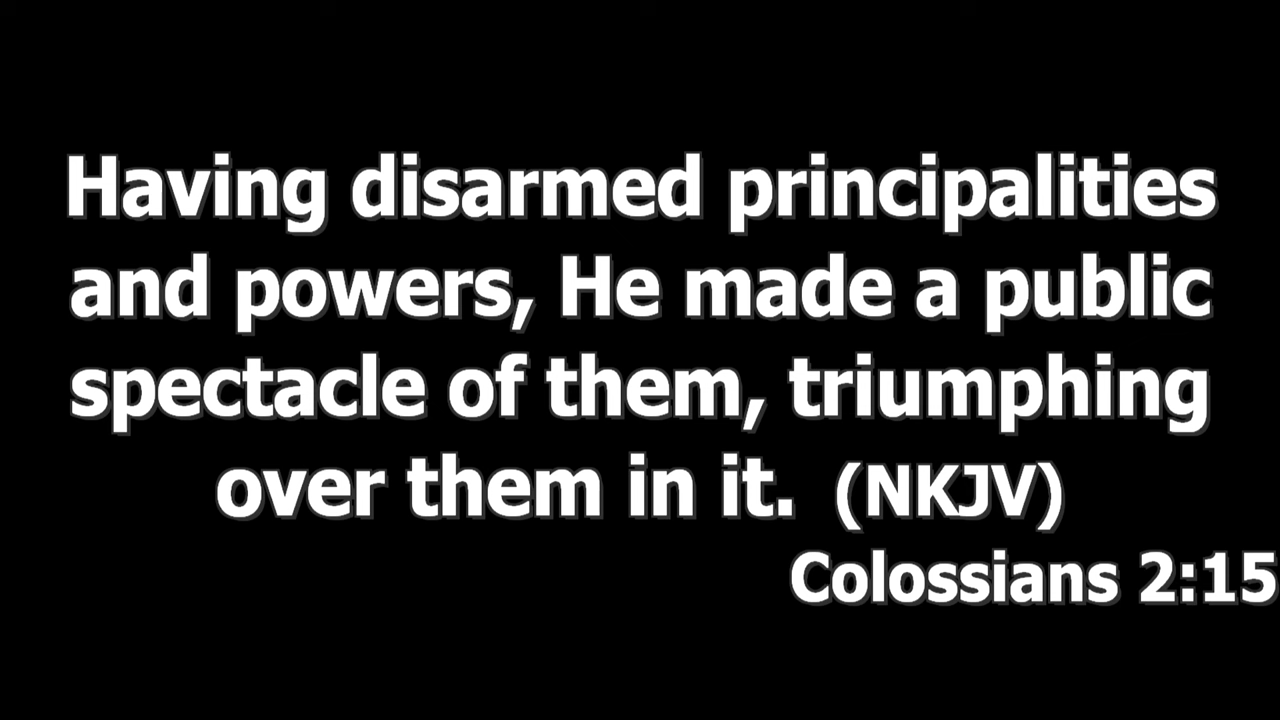 Having disarmed principalities
and powers, He made a public
spectacle of them, triumphing
over them in it. (NKJV)
Colossians 2:15